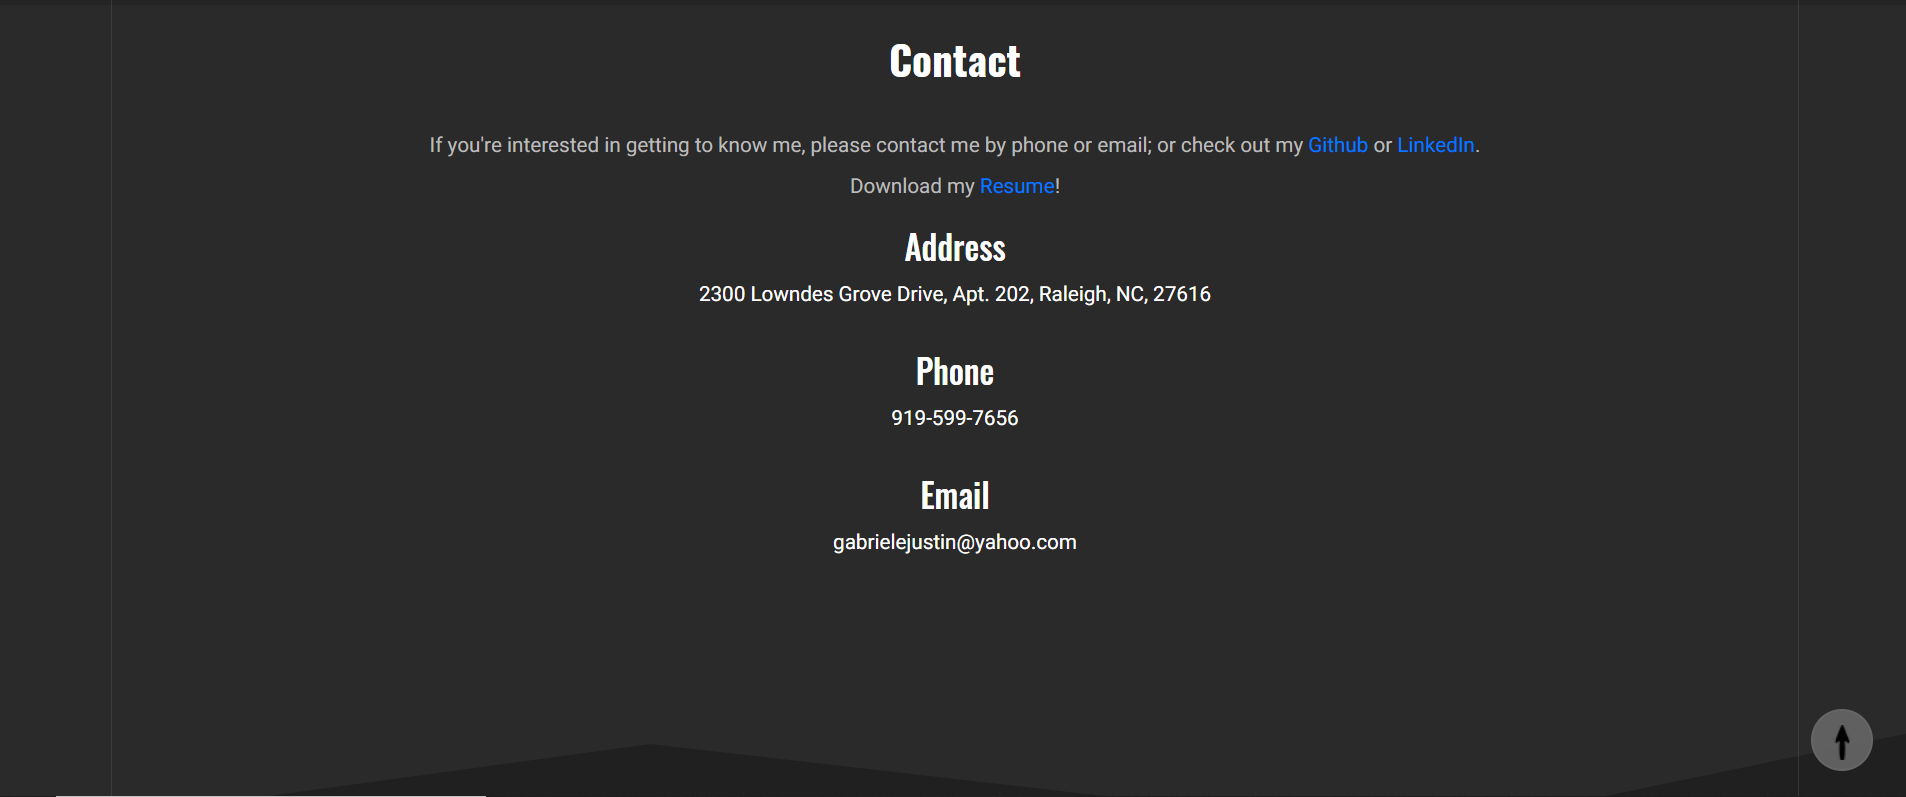 Contact
If you're interested in getting to know me, please contact me by phone or email; or check out my Github or LinkedIn.
Download my Resume!
Address
2300 Lowndes Grove Drive, Apt. 202, Raleigh, NC, 27616
Phone
919-599-7656
Email
gabrielejustin@yahoo.com